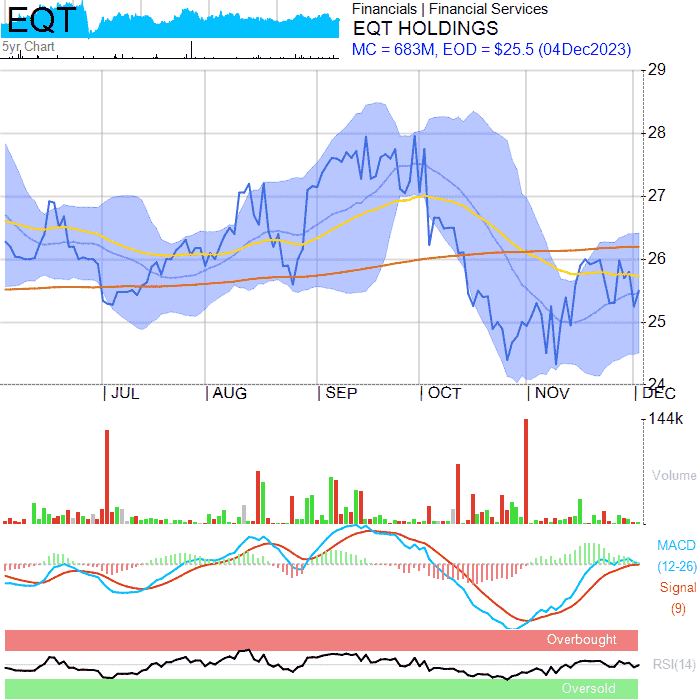 EQT
Financials | Financial Services
EQT HOLDINGS
5yr Chart
MC = 683M, EOD = $25.5 (04Dec2023)
29
28
27
26
25
24
| JUL | AUG | SEP | OCT | NOV | DEC
144k
Volume
MACD
(12-26)
Signal
(9)
Overbought
RSI(14)
Oversold